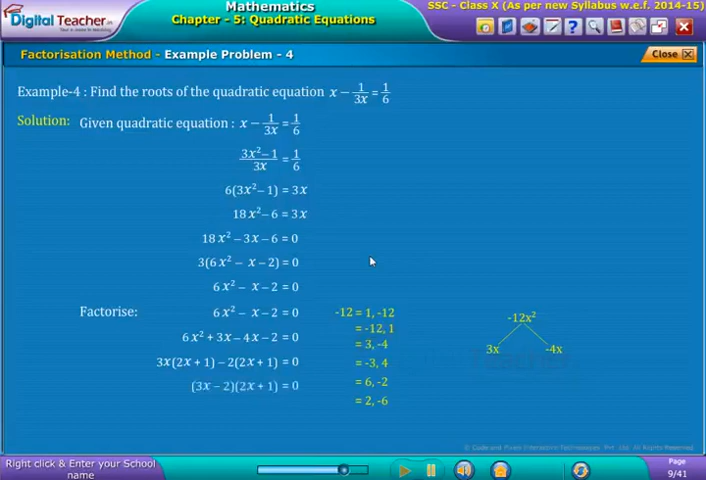 Digital Teacher
Your e-class in teaching
Mathematics
Chapter - 5: Quadratic Equations
SSC - Class X (As per new Syllabus w.e.f. 2014-15)
Factorisation Method - Example Problem - 4
Close
Example-4 : Find the roots of the quadratic equation x − 1/3x = 1/6
Solution: Given quadratic equation : x − 1/3x = 1/6
3x²−1/3x = 1/6
6(3x²−1) = 3x
18x²−6 = 3x
18x²−3x−6 = 0
3(6x²− x−2) = 0
6x²− x−2 = 0
Factorise: 6x²− x−2 = 0 -12 = 1, -12
= -12, 1
-12x²
6x²+3x−4x−2 = 0 = 3, -4
3x -4x
3x(2x+1)−2(2x+1) = 0 = -3, 4
(3x−2)(2x+1) = 0 = 6, -2
= 2, -6
Right click & Enter your School name
Page
9/41